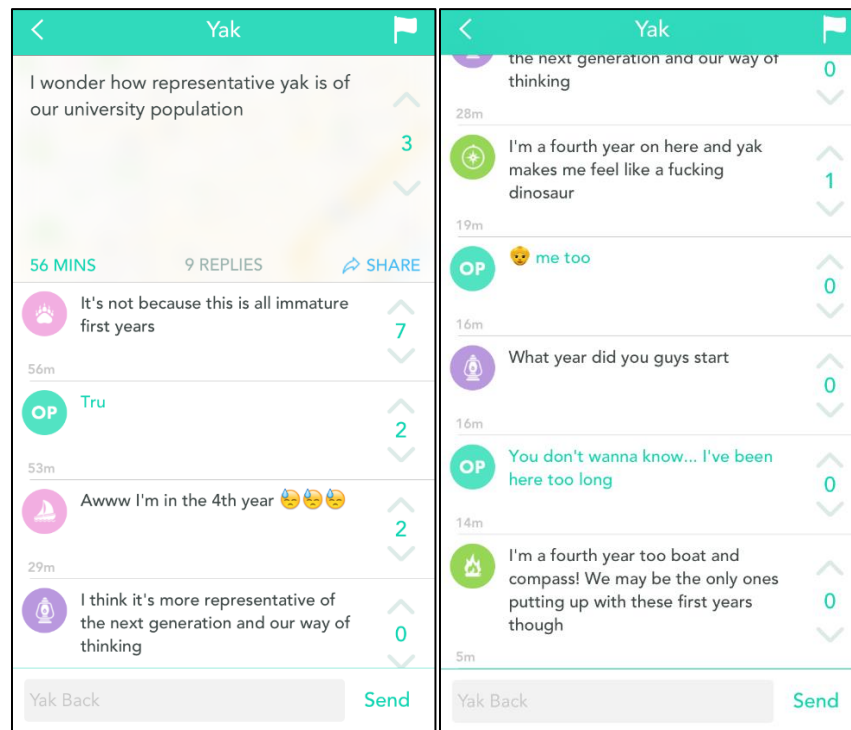 Yak
I wonder how representative yak is of
our university population
3
56 MINS
9 REPLIES
SHARE
It's not because this is all immature
first years
7
56m
OP
Tru
2
53m
Awww I'm in the 4th year 😓😓😓
2
29m
I think it's more representative of
the next generation and our way of
thinking
0
Yak Back
Send
Yak
the next generation and our way of
thinking
0
28m
I'm a fourth year on here and yak
makes me feel like a fucking
dinosaur
1
19m
OP
👴 me too
0
16m
What year did you guys start
0
16m
OP
You don't wanna know... I've been
here too long
0
14m
I'm a fourth year too boat and
compass! We may be the only ones
putting up with these first years
though
0
5m
Yak Back
Send